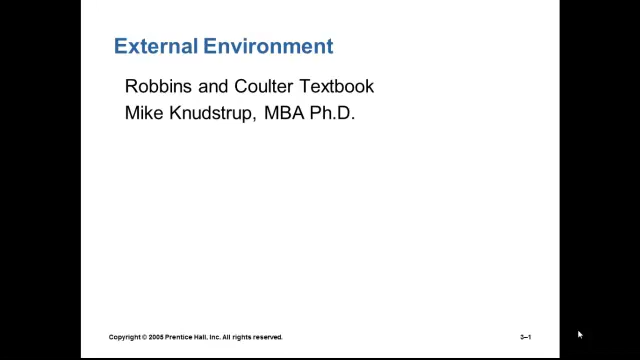 External Environment
Robbins and Coulter Textbook
Mike Knudstrup, MBA Ph.D.
Copyright © 2005 Prentice Hall, Inc. All rights reserved.
3–1